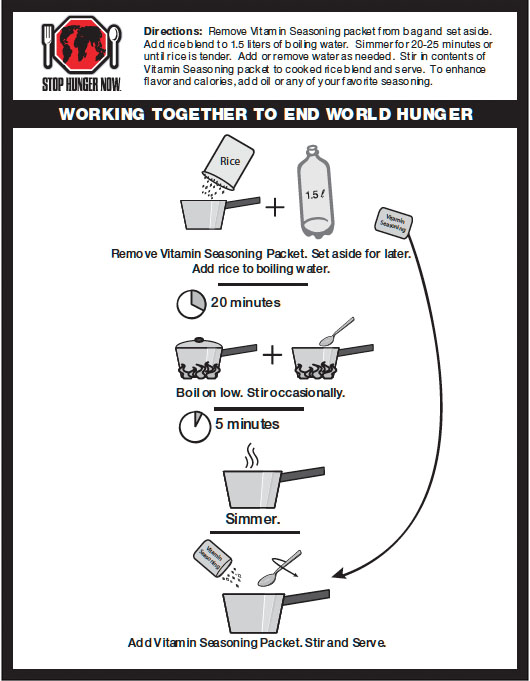 Directions: Remove Vitamin Seasoning packet from bag and set aside.
Add rice blend to 1.5 liters of boiling water. Simmer for 20-25 minutes or
until rice is tender. Add or remove water as needed. Stir in contents of
Vitamin Seasoning packet to cooked rice blend and serve. To enhance
flavor and calories, add oil or any of your favorite seasoning.
STOP HUNGER NOW.
WORKING TOGETHER TO END WORLD HUNGER
Rice
1.5 ℓ
Vitamin
Seasoning
Remove Vitamin Seasoning Packet. Set aside for later.
Add rice to boiling water.
20 minutes
Boil on low. Stir occasionally.
5 minutes
Simmer.
Vitamin
Seasoning
Add Vitamin Seasoning Packet. Stir and Serve.